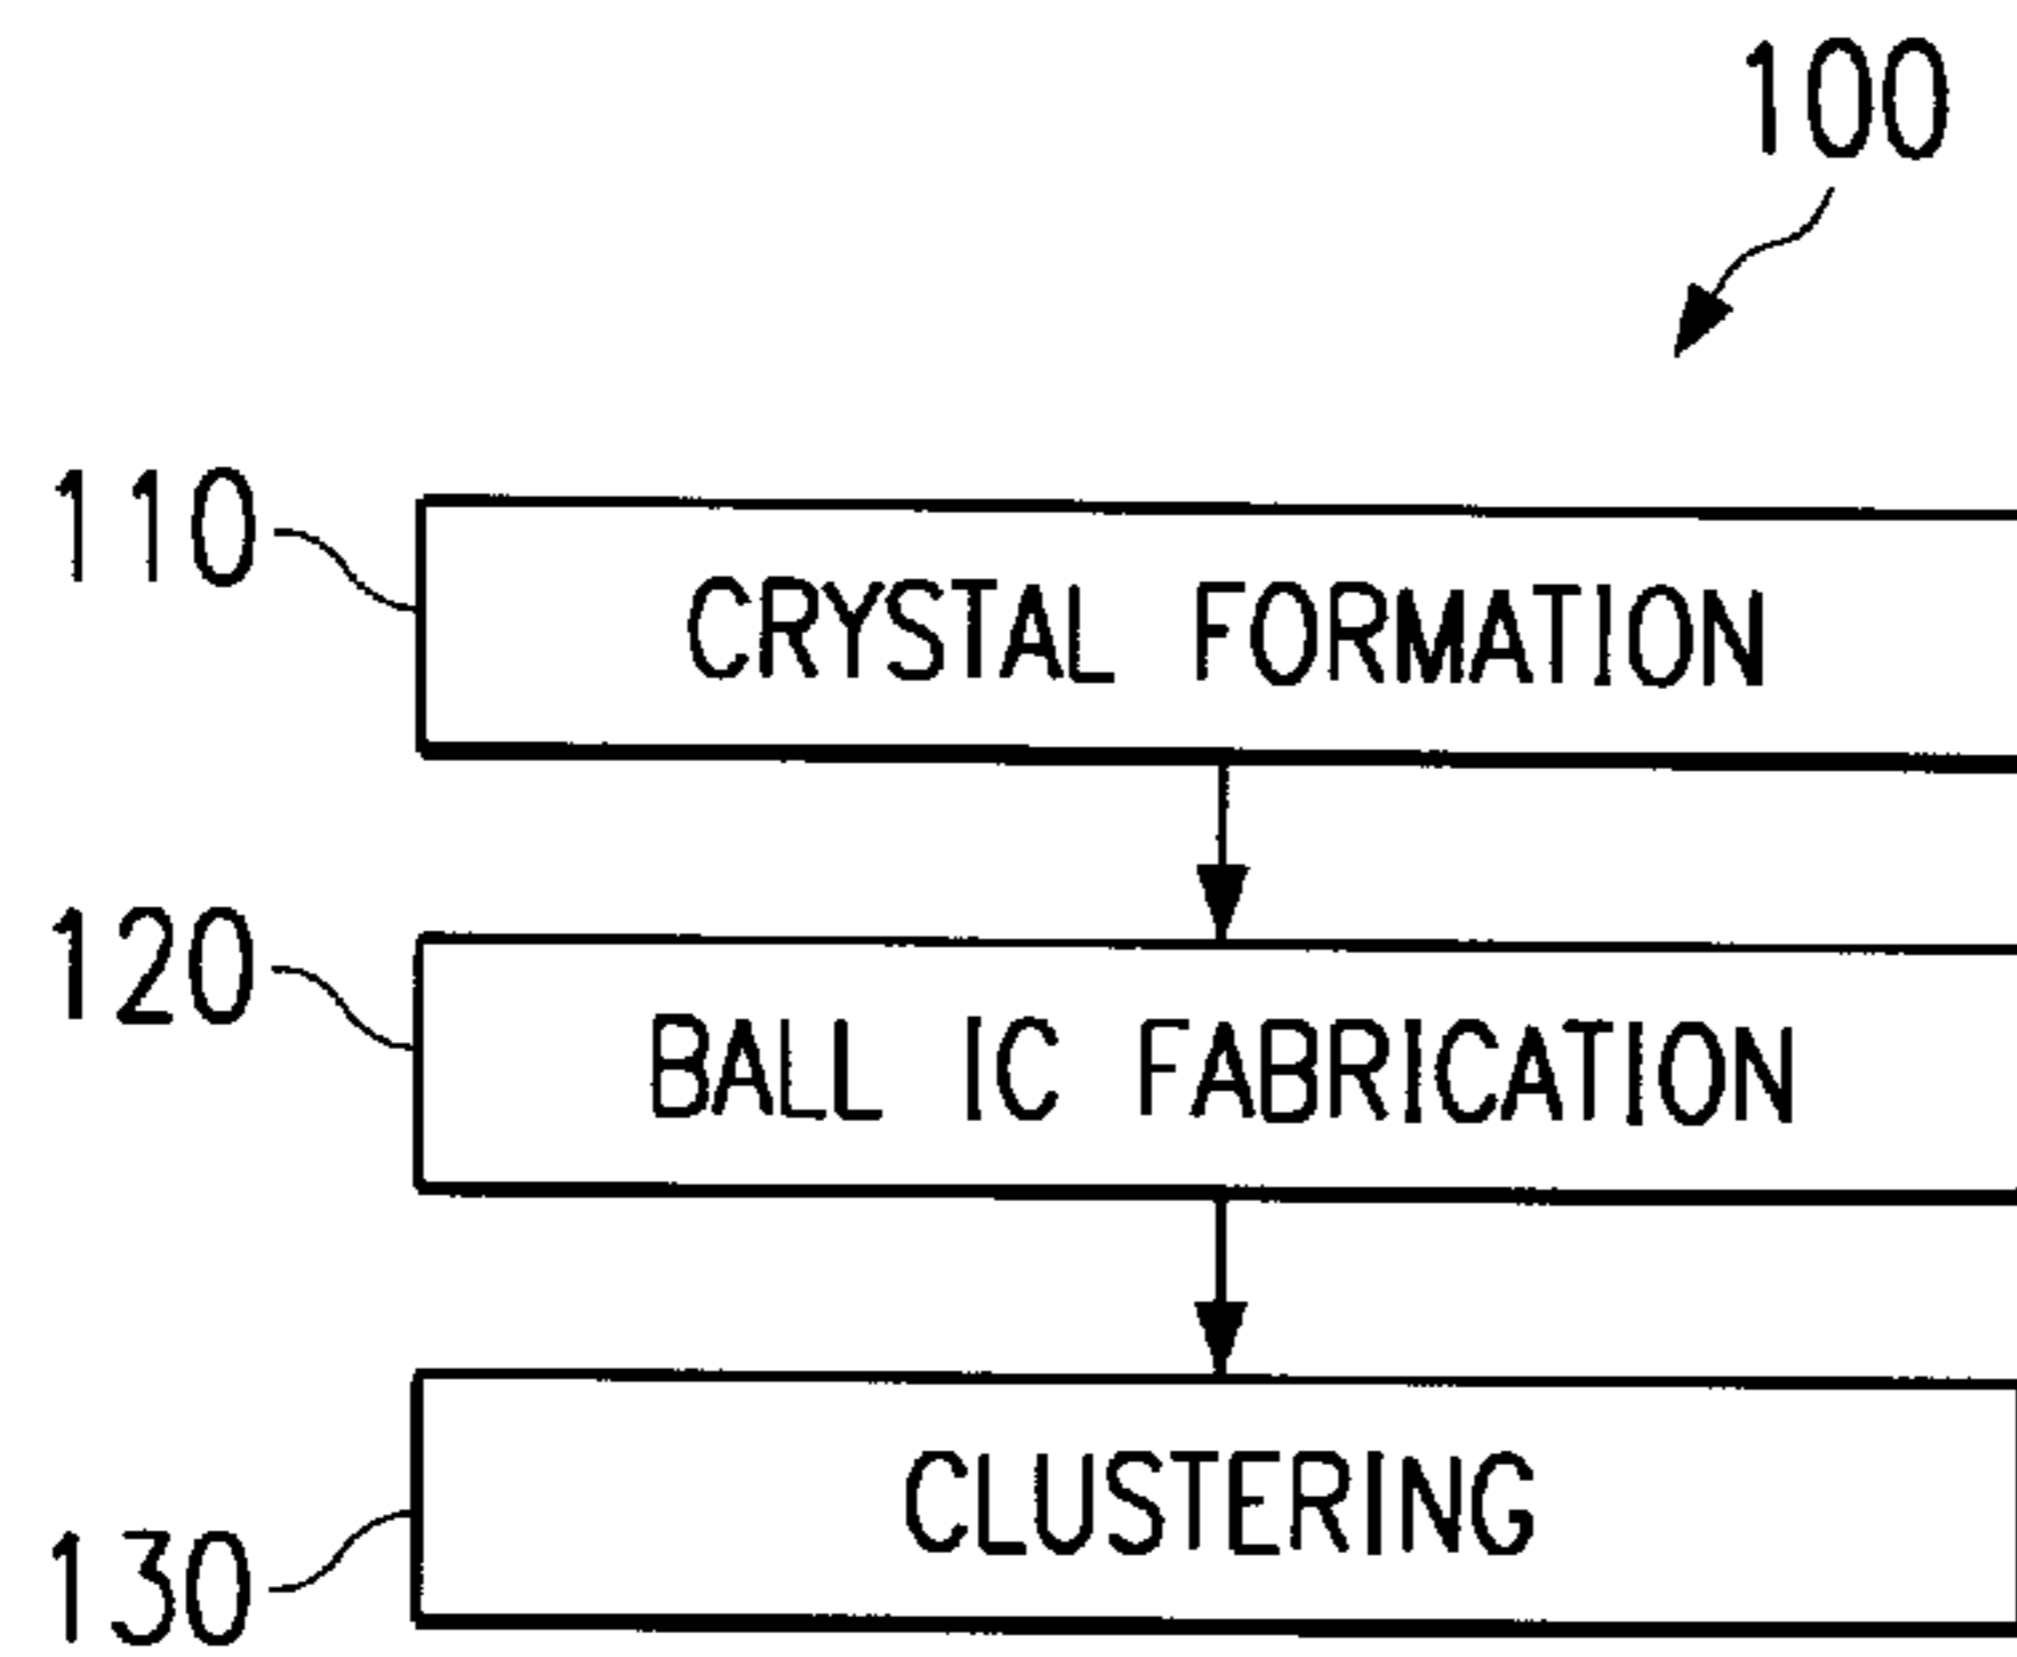 100
110
CRYSTAL FORMATION
120
BALL IC FABRICATION
130
CLUSTERING